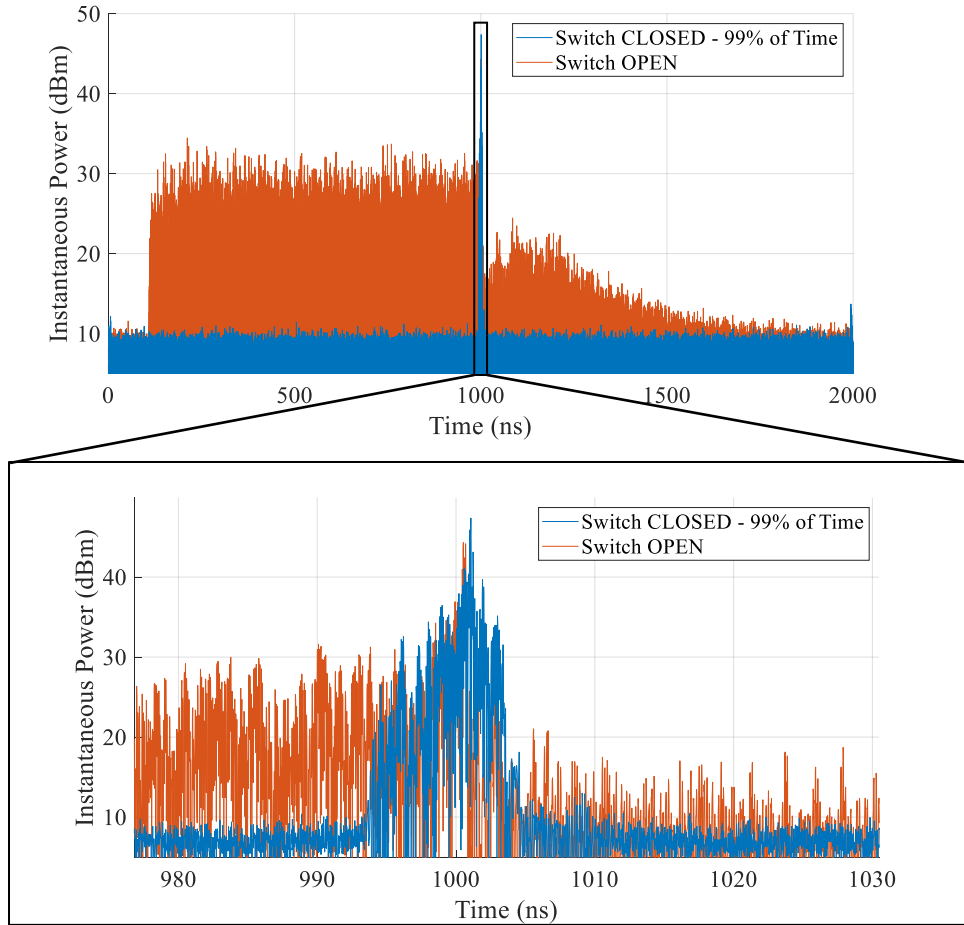 50
40
30
20
10
Instantaneous Power (dBm)
Switch CLOSED - 99% of Time
Switch OPEN
0
500
1000
1500
2000
Time (ns)
40
30
20
10
Instantaneous Power (dBm)
Switch CLOSED - 99% of Time
Switch OPEN
980
990
1000
1010
1020
1030
Time (ns)